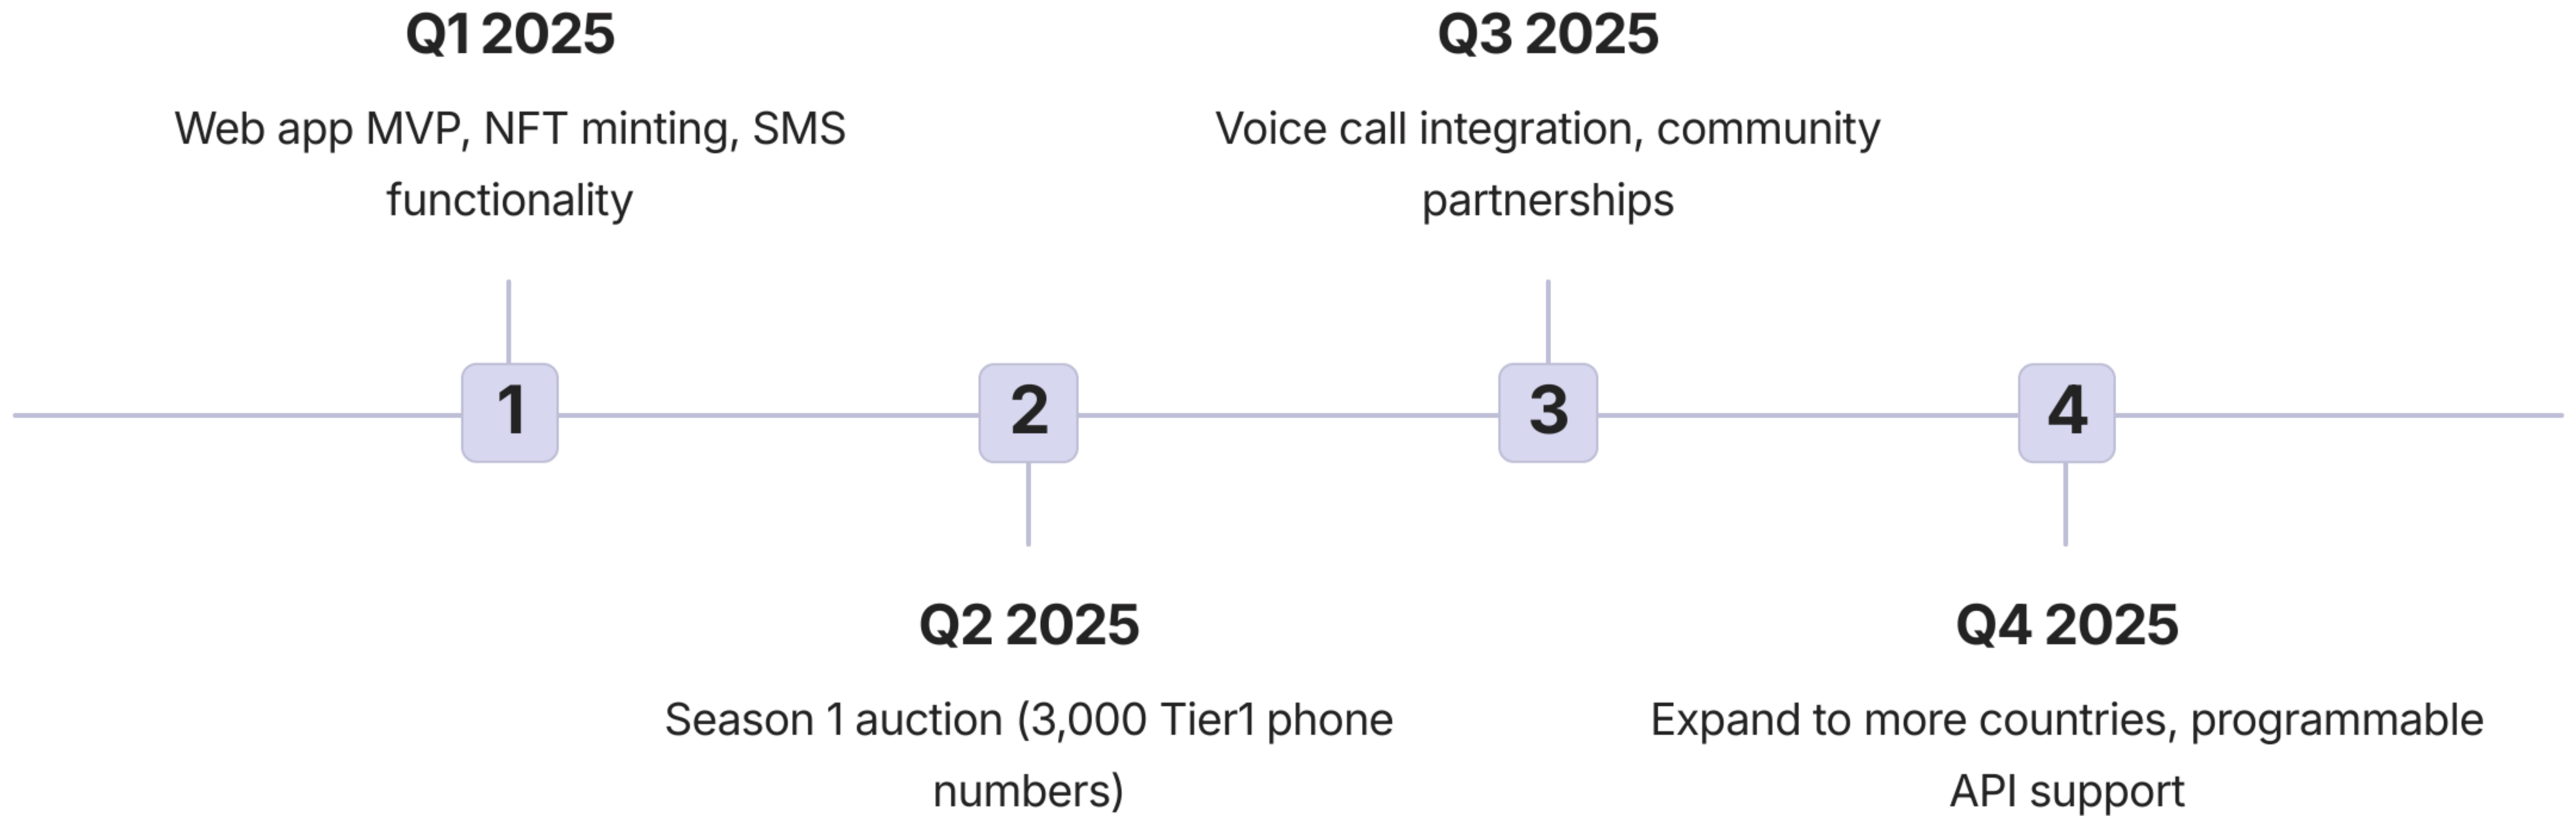 Q1 2025
Web app MVP, NFT minting, SMS
functionality
Q3 2025
Voice call integration, community
partnerships
1
2
3
4
Q2 2025
Season 1 auction (3,000 Tier1 phone
numbers)
Q4 2025
Expand to more countries, programmable
API support